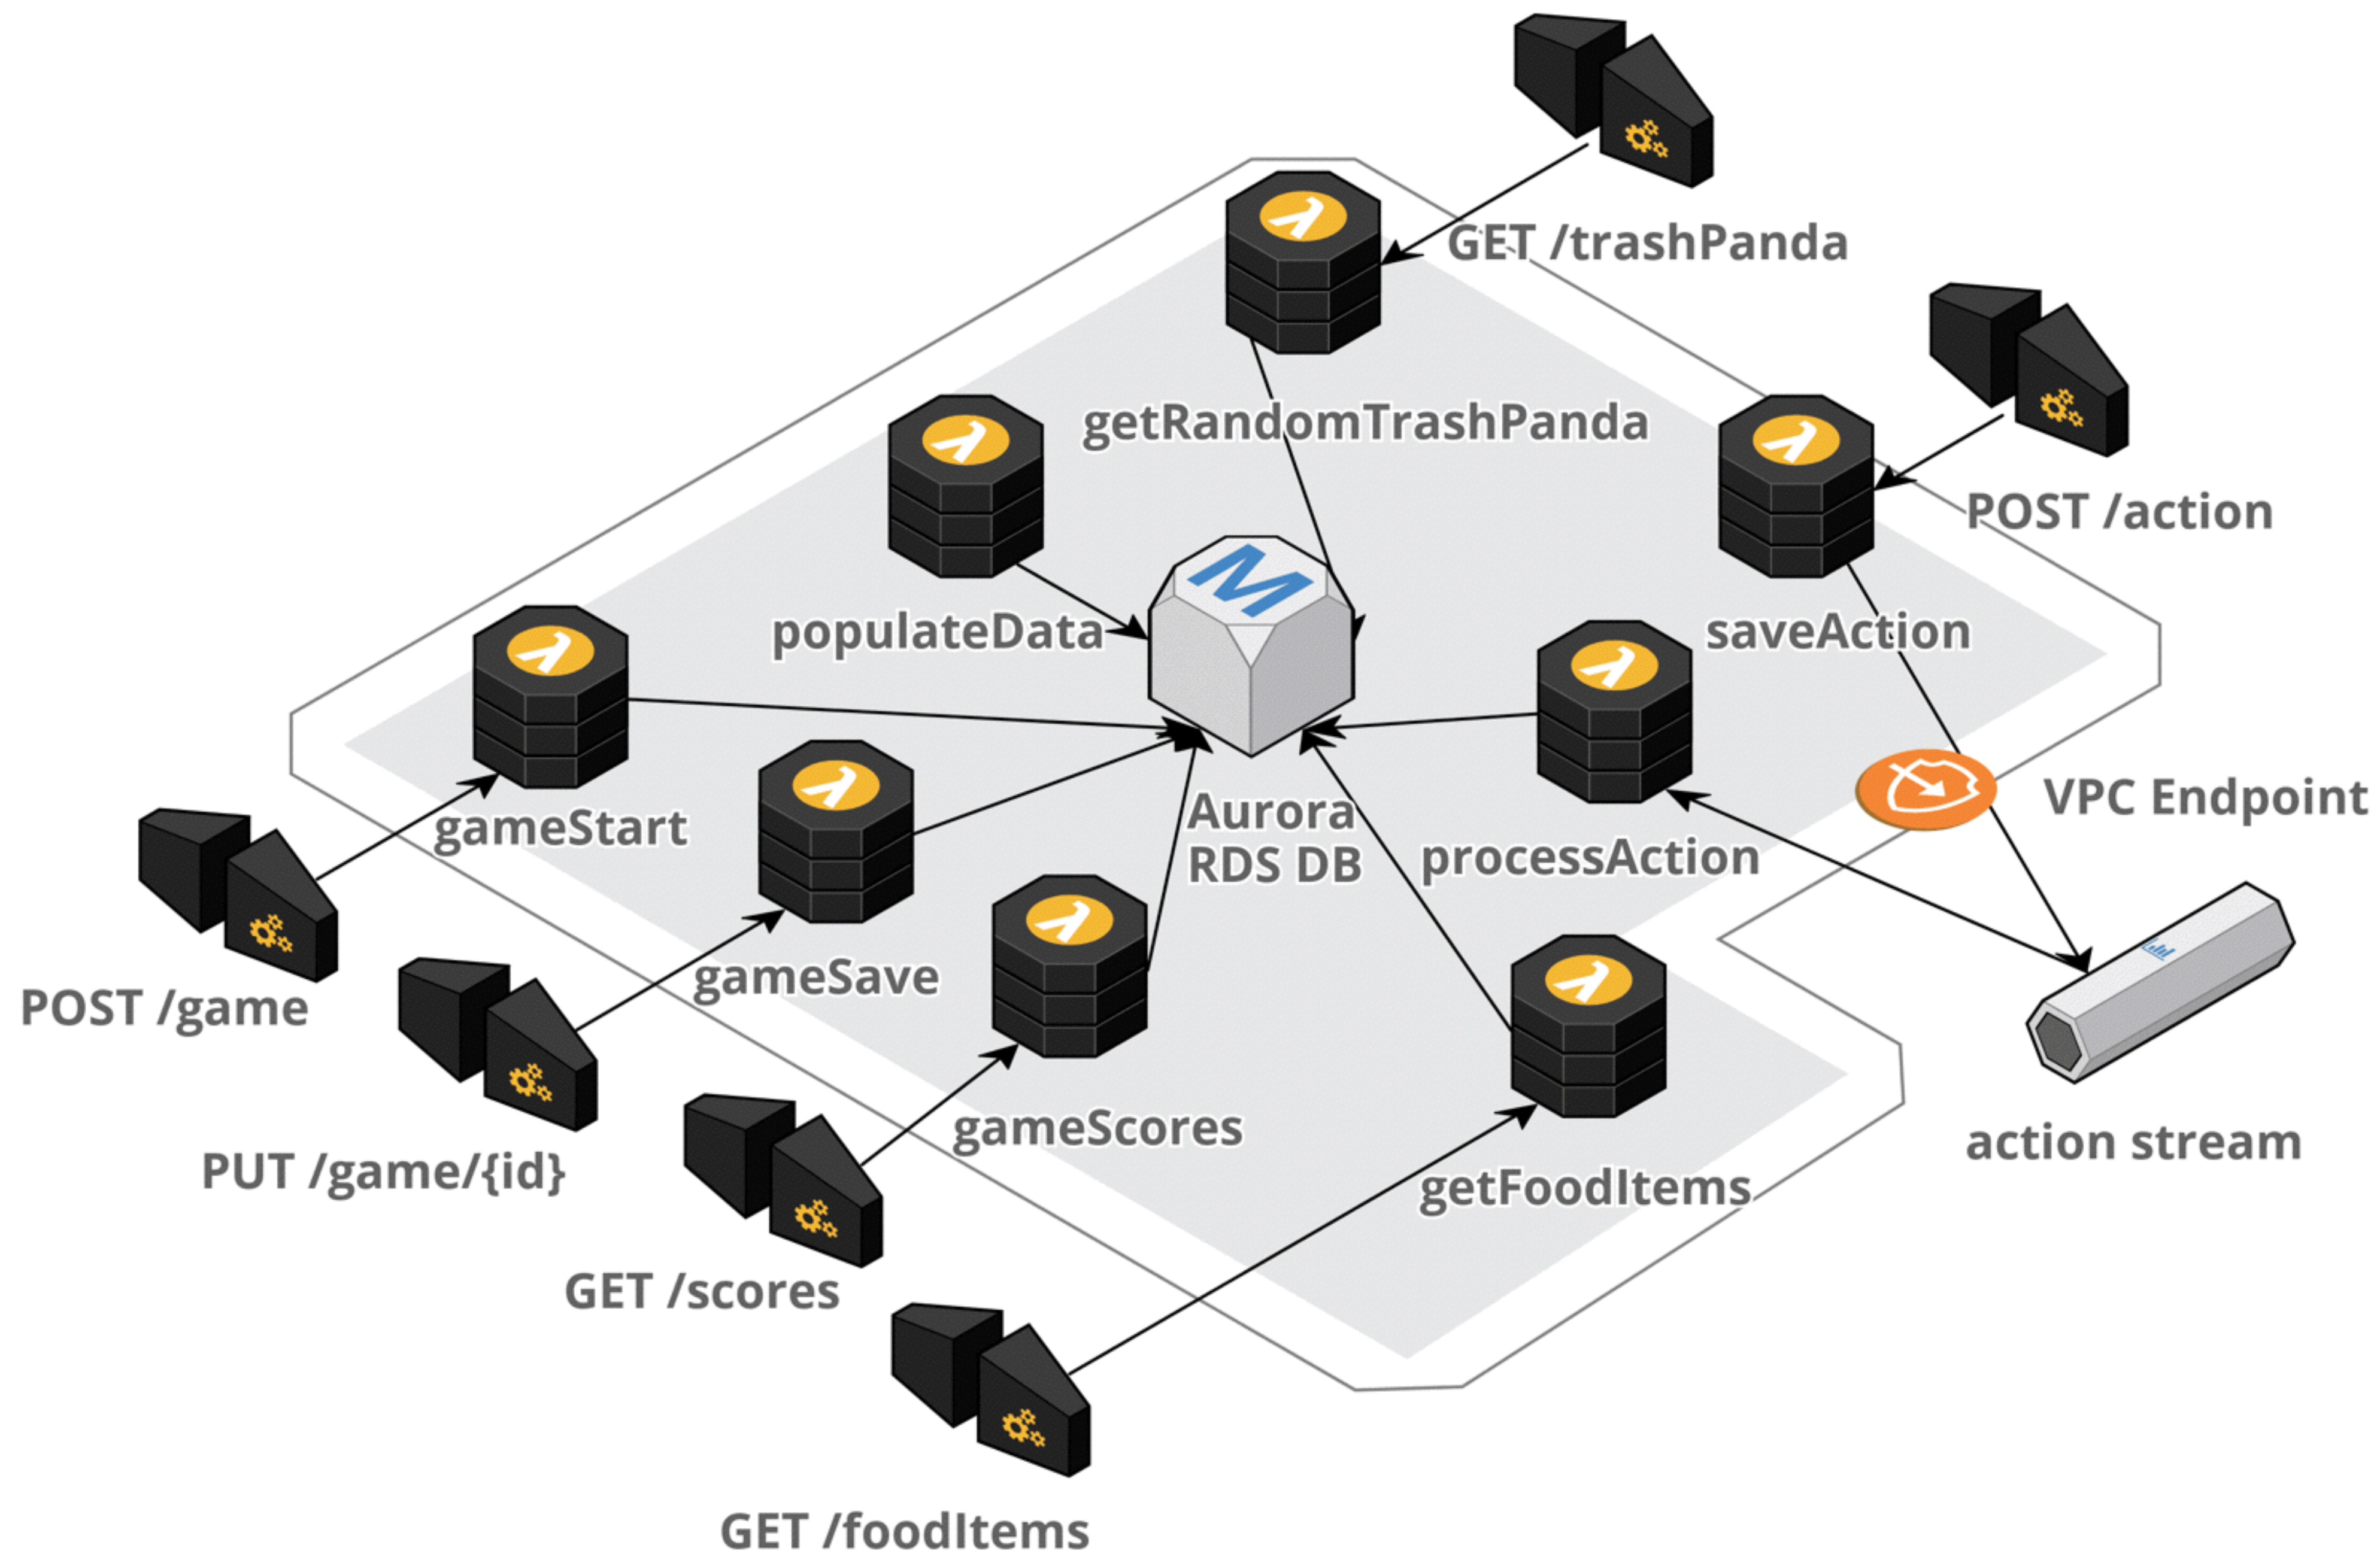 GET /trashPanda
getRandomTrashPanda
POST /action
populateData
saveAction
M
gameStart
Aurora
RDS DB
processAction
VPC Endpoint
gameSave
POST /game
gameScores
PUT /game/{id}
action stream
getFoodItems
GET /scores
GET /foodItems